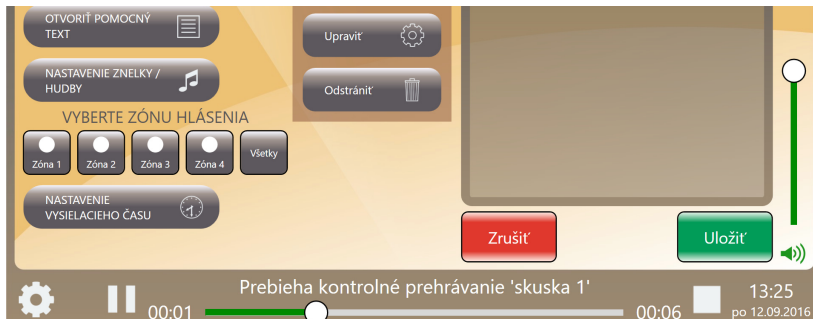 OTVORIŤ POMOCNÝ
TEXT
Upraviť
NASTAVENIE ZNELKY /
HUDBY
Odstrániť
VYBERTE ZÓNU HLÁSENIA
Zóna 1 Zóna 2 Zóna 3 Zóna 4 Všetky
NASTAVENIE
VYSIELACIEHO ČASU
Zrušiť Uložiť
Prebieha kontrolné prehrávanie 'skuska 1'
00:01 00:06
13:25
po 12.09.2016